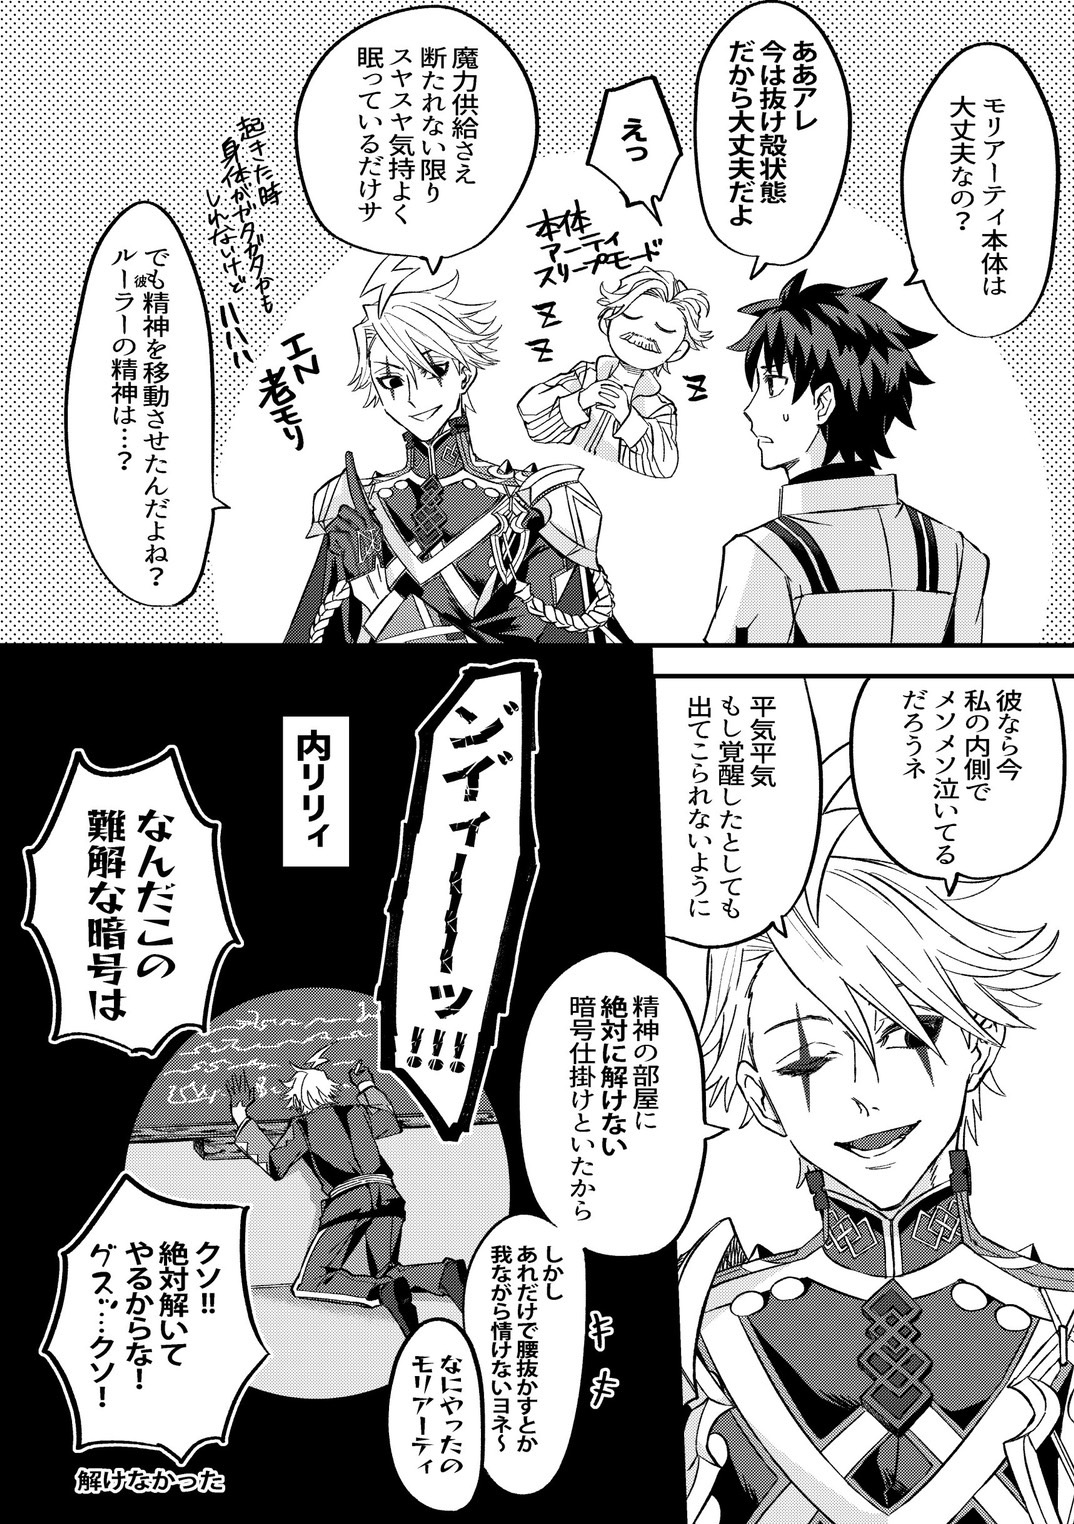 モリアーティ本体は
大丈夫なの?
ああアレ
今は抜け殻状態
だから大丈夫だよ
えっ
本体
アーティ
スリープモード
Z
Z
Z
Z
魔力供給さえ
断たれない限り
スヤスヤ気持よく
眠っているだけサ
起きた時
身体がガタガタかも
しれないけど
IN
老モリ
でも精神を移動させたんだよね?
彼
ルーラーの精神は…?
彼なら今
私の内側で
メソメソ泣いてる
だろうネ
平気平気
もし覚醒したとしても
出てこられないように
精神の部屋に
絶対に解けない
暗号仕掛けといたから
しかし
あれだけで腰抜かすとか
我ながら情けないヨネ〜
キ
キ
なにやったの
モリアーティ
ンイィーーーッ!!!
内リリィ
なんだこの
難解な暗号は
クソ!!
絶対解いて
やるからな!
グスッ…クソ!
解けなかった